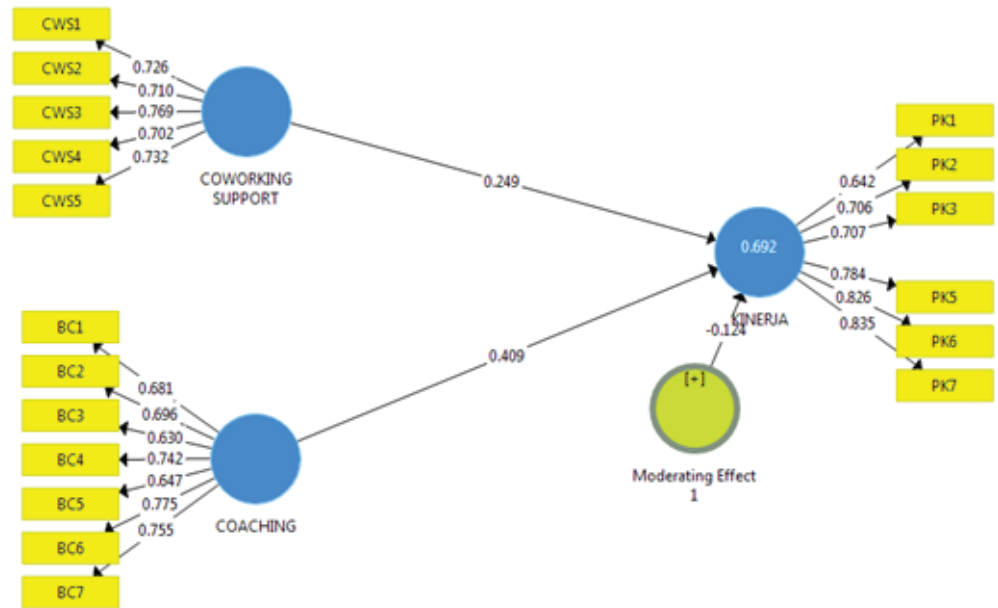 CWS1
CWS2
CWS3
CWS4
CWS5
0.726
0.710
0.769
0.702
0.732
COWORKING
SUPPORT
0.249
BC1
BC2
BC3
BC4
BC5
BC6
BC7
0.681
0.696
0.630
0.742
0.647
0.775
0.755
COACHING
0.409
0.692
KINERJA
-0.124
[+]
Moderating Effect
1
0.642
0.706
0.707
0.784
0.826
0.835
PK1
PK2
PK3
PK5
PK6
PK7